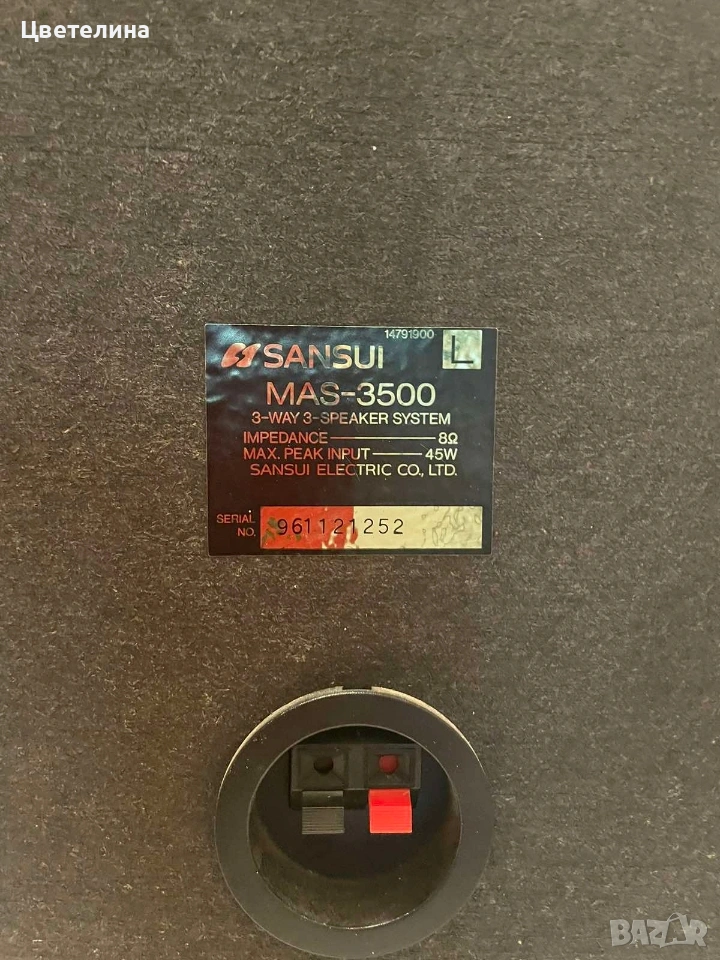 Цветелина
14791900
SANSUI
L
MAS-3500
3-WAY 3-SPEAKER SYSTEM
IMPEDANCE 8Ω
MAX. PEAK INPUT 45W
SANSUI ELECTRIC CO., LTD.
SERIAL
NO. 961121252
BAZAR